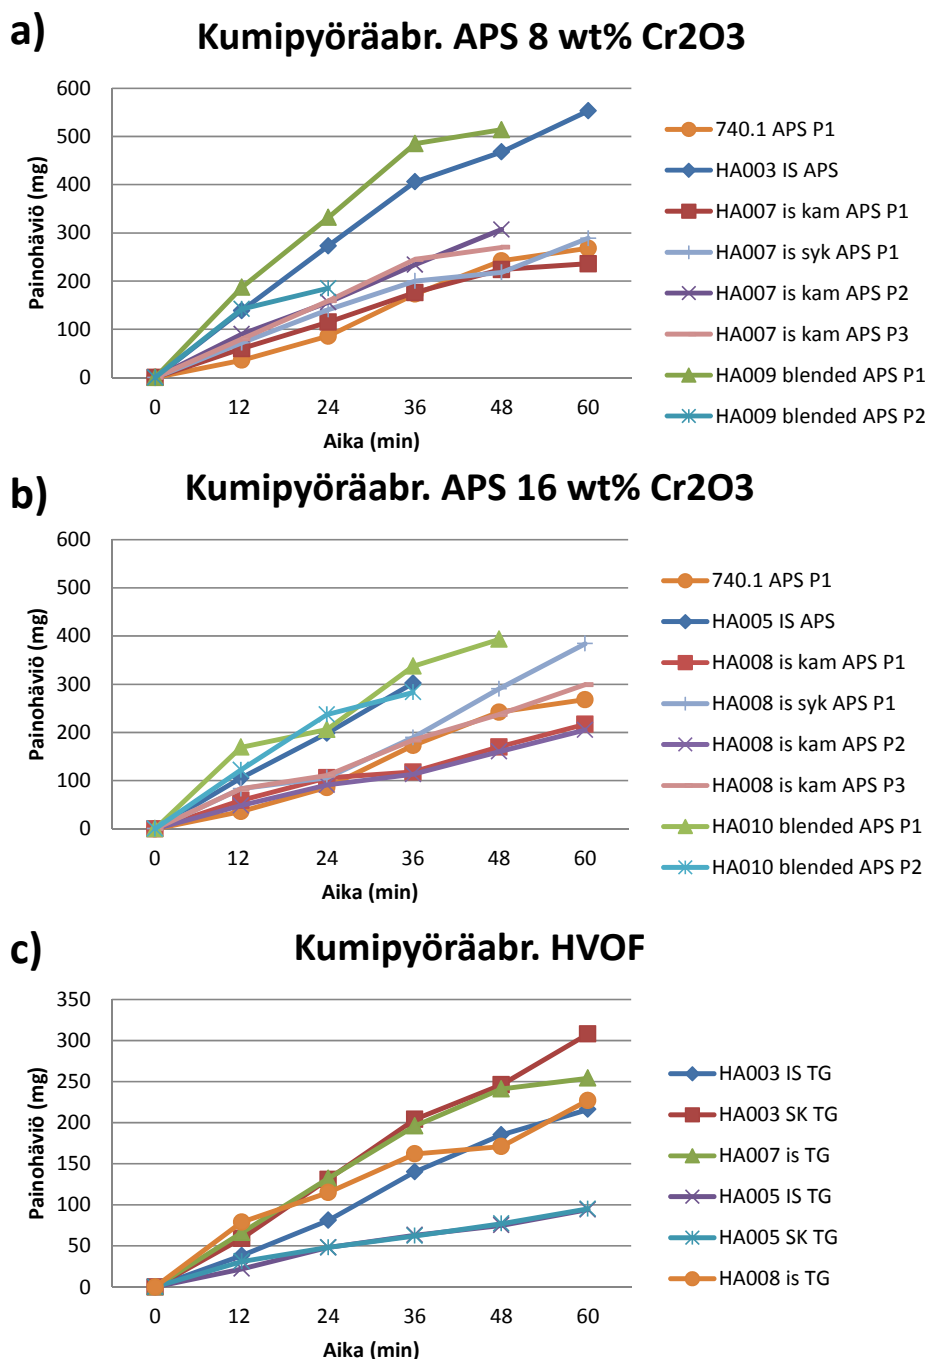 a)
Kumipyöräabr. APS 8 wt% Cr2O3
Painohäviö (mg)
600
500
400
300
200
100
0
0 12 24 36 48 60
Aika (min)
740.1 APS P1
HA003 IS APS
HA007 is kam APS P1
HA007 is syk APS P1
HA007 is kam APS P2
HA007 is kam APS P3
HA009 blended APS P1
HA009 blended APS P2
b)
Kumipyöräabr. APS 16 wt% Cr2O3
Painohäviö (mg)
600
500
400
300
200
100
0
0 12 24 36 48 60
Aika (min)
740.1 APS P1
HA005 IS APS
HA008 is kam APS P1
HA008 is syk APS P1
HA008 is kam APS P2
HA008 is kam APS P3
HA010 blended APS P1
HA010 blended APS P2
c)
Kumipyöräabr. HVOF
Painohäviö (mg)
350
300
250
200
150
100
50
0
0 12 24 36 48 60
Aika (min)
HA003 IS TG
HA003 SK TG
HA007 is TG
HA005 IS TG
HA005 SK TG
HA008 is TG